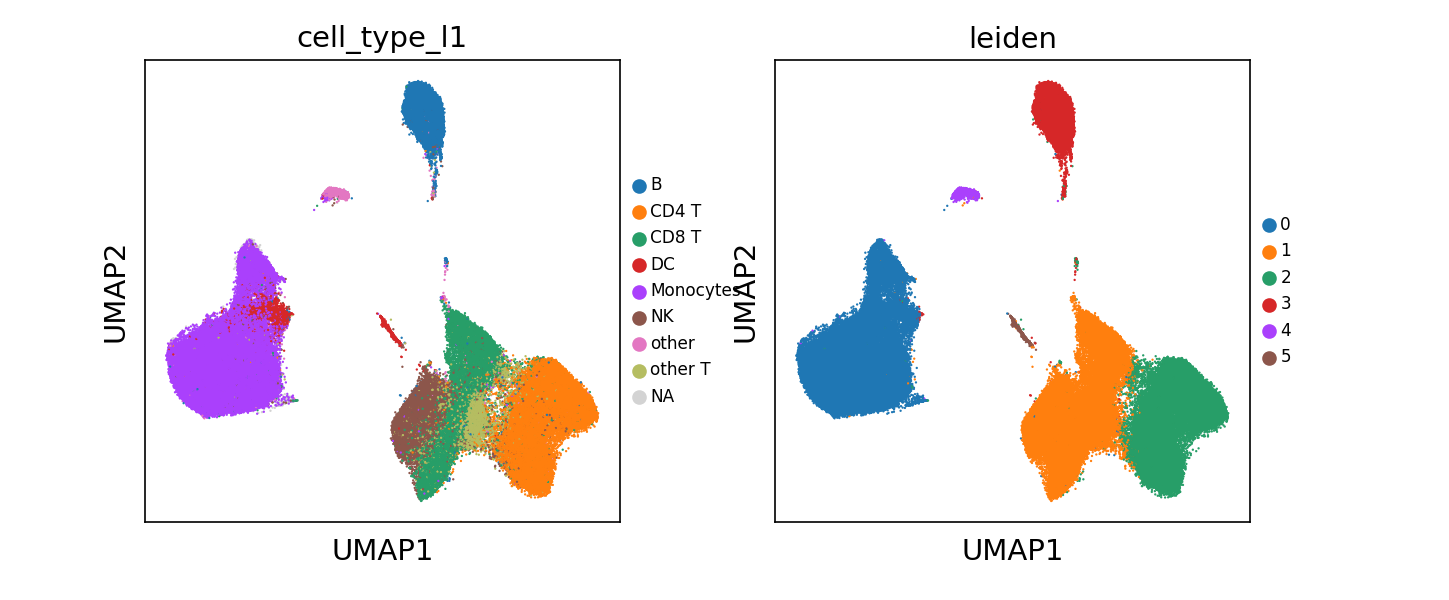 cell_type_l1
UMAP2
UMAP1
B
CD4 T
CD8 T
DC
Monocytes
NK
other
other T
NA
leiden
UMAP2
UMAP1
0
1
2
3
4
5